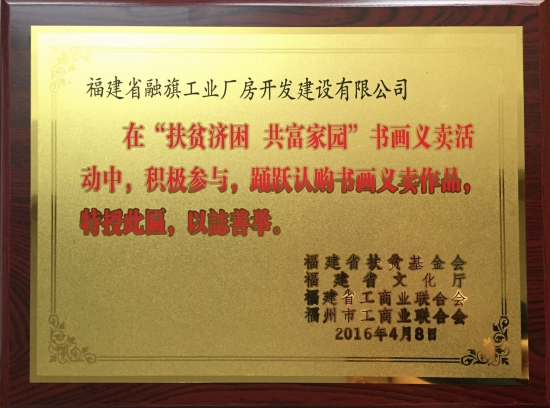 福建省融旗工业厂房开发建设有限公司
在“扶贫济困 共富家园”书画义卖活
动中，积极参与，踊跃认购书画义卖作品，
特授此匾，以誌善举。
福建省扶贫基金会
福建省文化厅
福建省工商业联合会
福州市工商业联合会
2016年4月8日